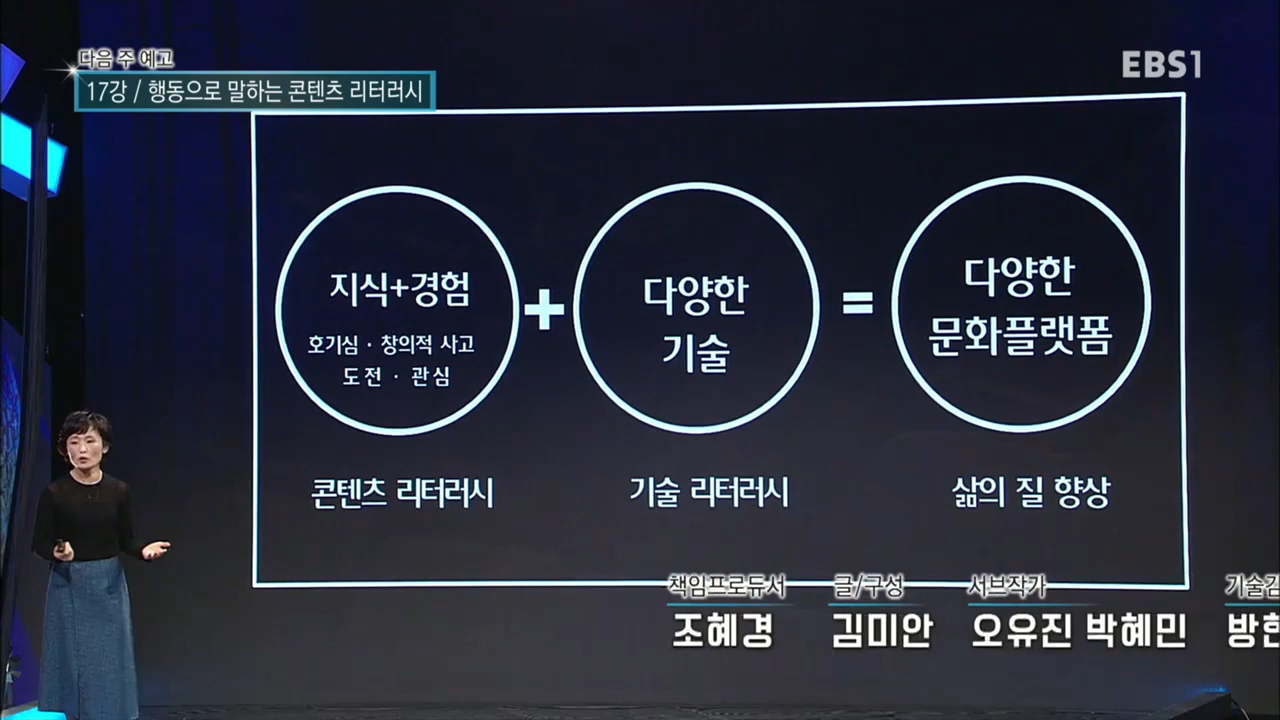 다음 주 예고
17강 / 행동으로 말하는 콘텐츠 리터러시
EBS1
지식+경험
호기심 · 창의적 사고
도전 · 관심
콘텐츠 리터러시
+
다양한
기술
기술 리터러시
=
다양한
문화플랫폼
삶의 질 향상
책임프로듀서
조혜경
글/구성
김미안
서브작가
오유진 박혜민